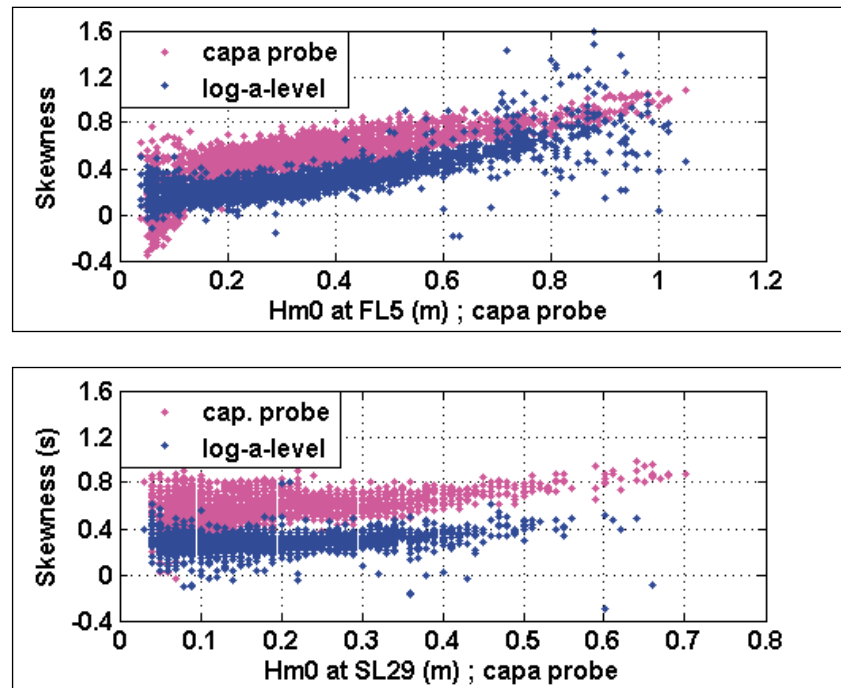 1.6
capa probe
log-a-level
1.2
0.8
0.4
0
-0.4
Skewness
0 0.2 0.4 0.6 0.8 1 1.2
Hm0 at FL5 (m) ; capa probe
1.6
cap. probe
log-a-level
1.2
0.8
0.4
0
-0.4
Skewness (s)
0 0.1 0.2 0.3 0.4 0.5 0.6 0.7 0.8
Hm0 at SL29 (m) ; capa probe